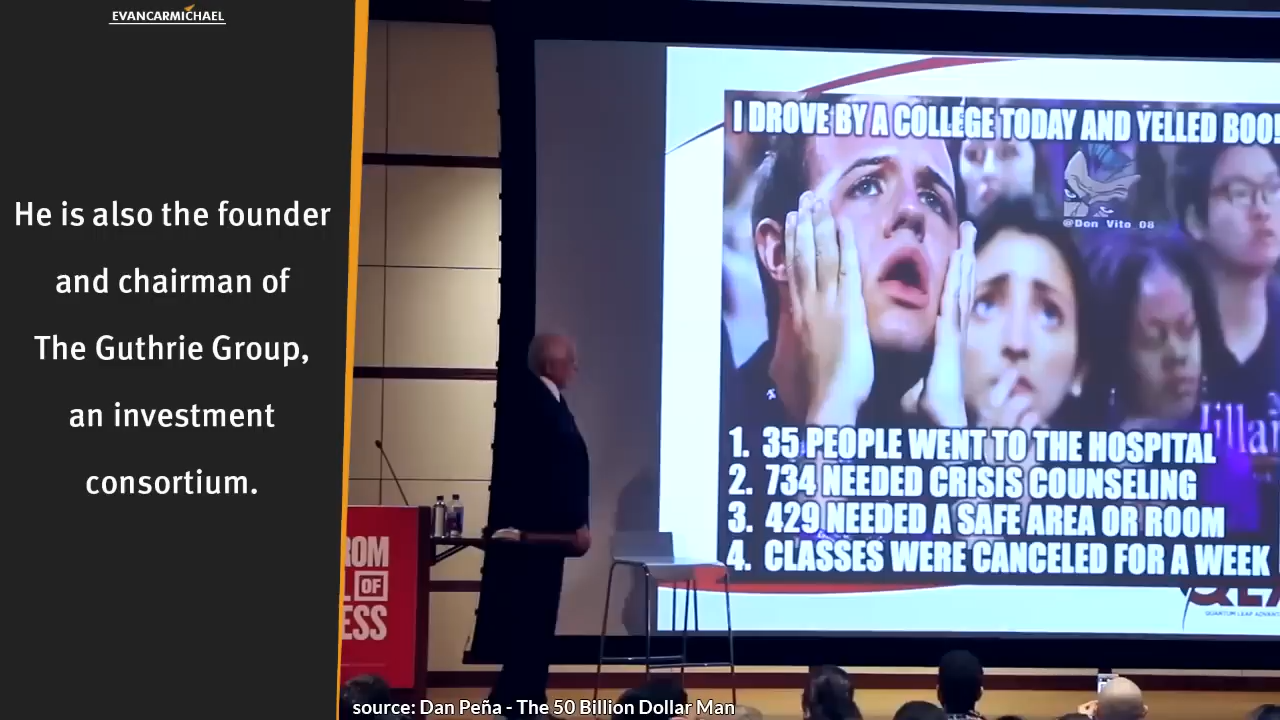 EVANCARMICHAEL
He is also the founder
and chairman of
The Guthrie Group,
an investment
consortium.
I DROVE BY A COLLEGE TODAY AND YELLED BOO!
@Don_Vito_08
1. 35 PEOPLE WENT TO THE HOSPITAL
2. 734 NEEDED CRISIS COUNSELING
3. 429 NEEDED A SAFE AREA OR ROOM
4. CLASSES WERE CANCELED FOR A WEEK
OF
source: Dan Peña - The 50 Billion Dollar Man